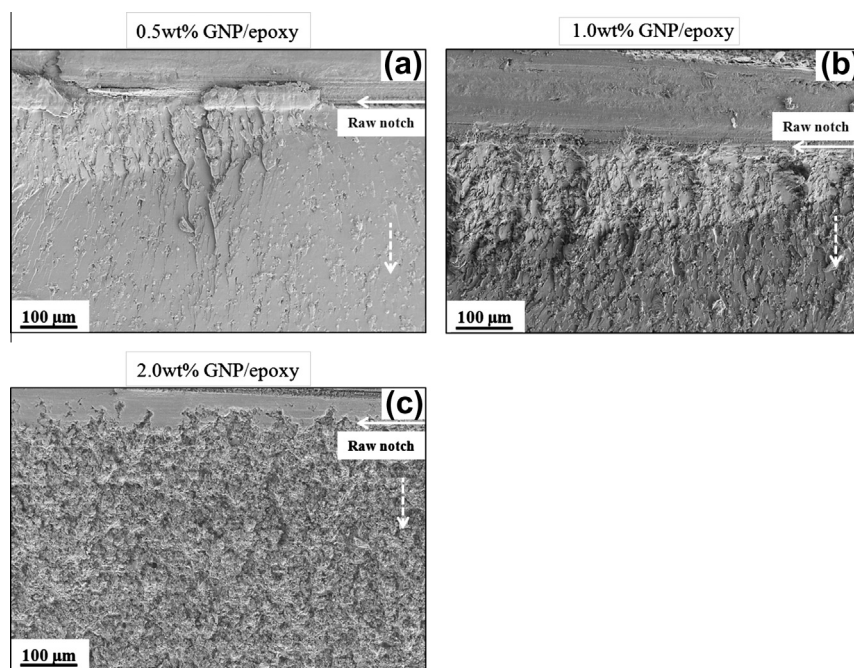 0.5wt% GNP/epoxy
(a)
Raw notch
100 µm
1.0wt% GNP/epoxy
(b)
Raw notch
100 µm
2.0wt% GNP/epoxy
(c)
Raw notch
100 µm